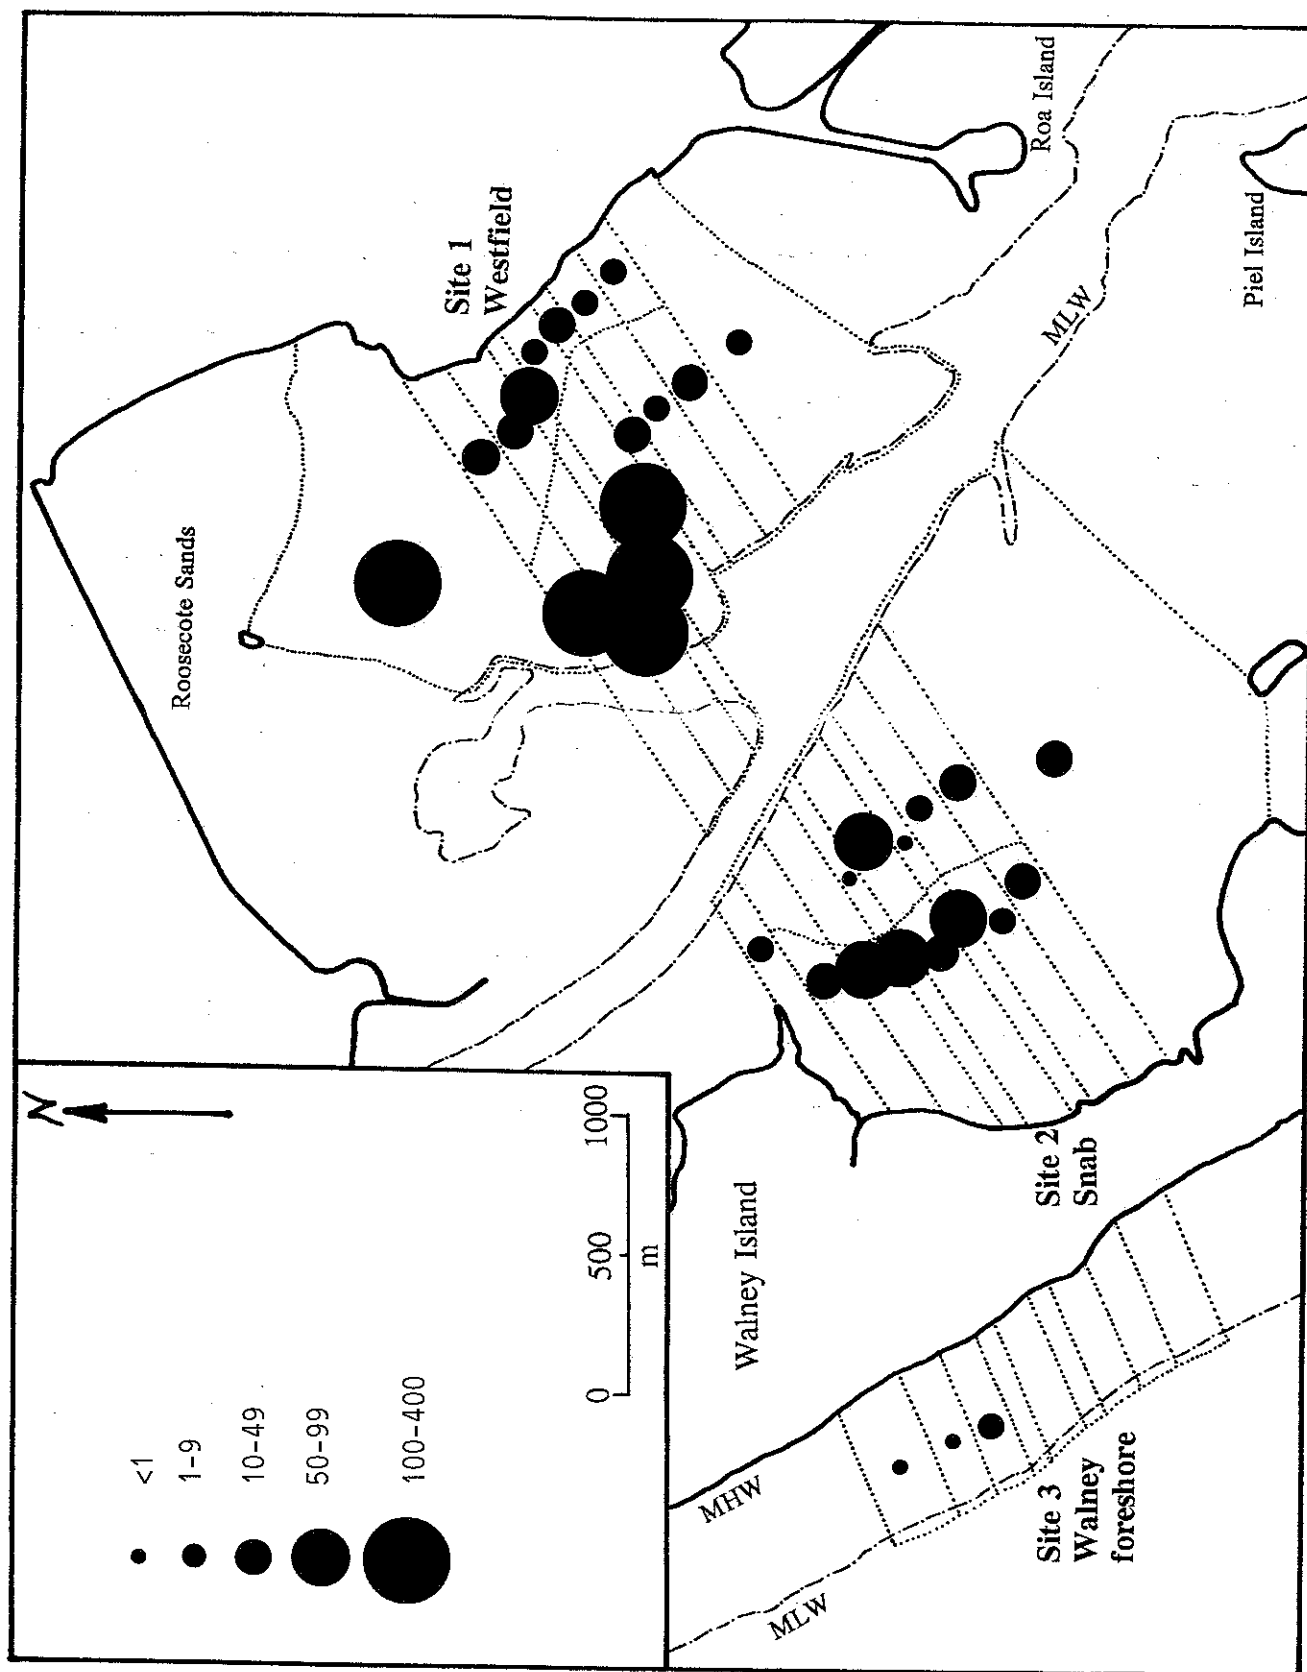 N
<1
1-9
10-49
50-99
100-400
0
500
1000
m
Roosecote Sands
Site 1
Westfield
Roa Island
Piel Island
MLW
Walney Island
Site 2
Snab
MHW
MLW
Site 3
Walney
foreshore